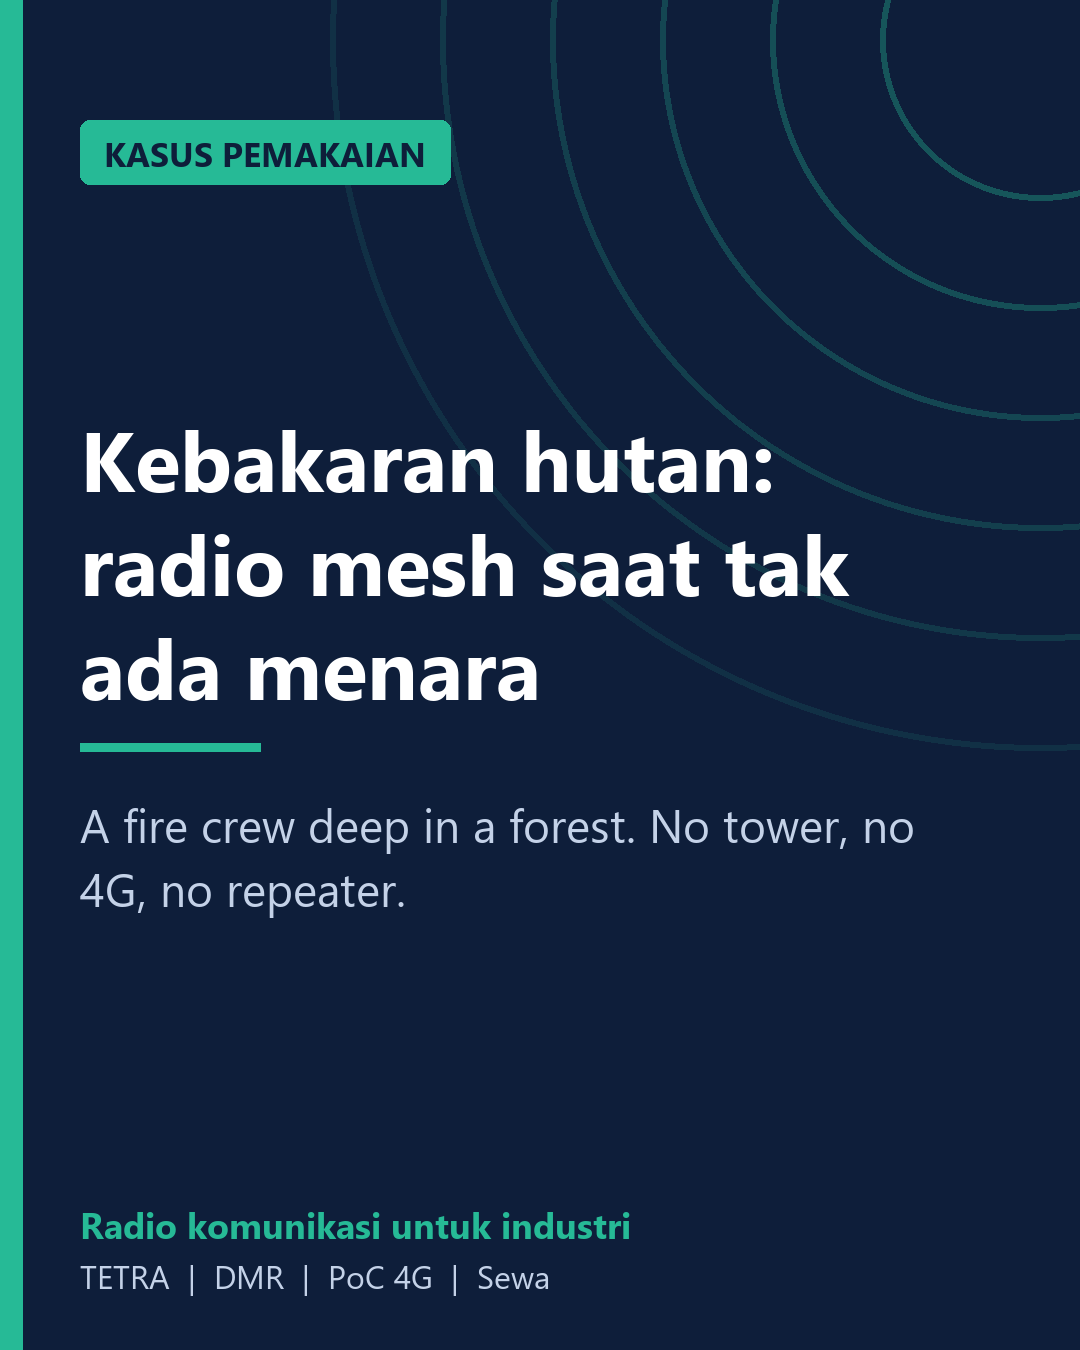 KASUS PEMAKAIAN
Kebakaran hutan:
radio mesh saat tak
ada menara
A fire crew deep in a forest. No tower, no
4G, no repeater.
Radio komunikasi untuk industri
TETRA | DMR | PoC 4G | Sewa